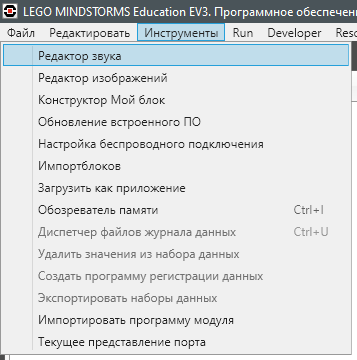 LEGO MINDSTORMS Education EV3. Программное обеспечен
Файл Редактировать Инструменты Run Developer Reso
Редактор звука
Редактор изображений
Конструктор Мой блок
Обновление встроенного ПО
Настройка беспроводного подключения
Импортблоков
Загрузить как приложение
Обозреватель памяти Ctrl+I
Диспетчер файлов журнала данных Ctrl+U
Удалить значения из набора данных
Создать программу регистрации данных
Экспортировать наборы данных
Импортировать программу модуля
Текущее представление порта